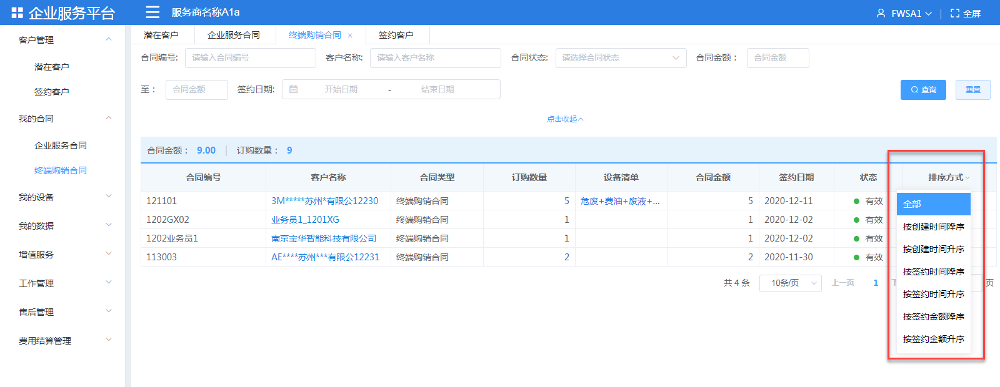 企业服务平台
服务商名称A1a
FWSA1
全屏
客户管理
潜在客户
签约客户
我的合同
企业服务合同
终端购销合同
我的设备
我的数据
增值服务
工作管理
售后管理
费用结算管理
潜在客户 企业服务合同 终端购销合同 × 签约客户
合同编号: 请输入合同编号 客户名称: 请输入客户名称 合同状态: 请选择合同状态 合同金额： 合同金额
至： 合同金额 签约日期: 开始日期 - 结束日期 查询 重置
点击收起
合同金额： 9.00 订购数量： 9
合同编号 客户名称 合同类型 订购数量 设备清单 合同金额 签约日期 状态 排序方式
121101 3M*****苏州*有限公12230 终端购销合同 5 危废+费油+废液+... 5 2020-12-11 有效
1202GX02 业务员1_1201XG 终端购销合同 1 1 2020-12-02 有效
1202业务员1 南京宝华智能科技有限公司 终端购销合同 1 1 2020-12-02 有效
113003 AE****苏州***有限公12231 终端购销合同 2 2 2020-11-30 有效
共 4 条 10条/页 上一页 1 页
全部
按创建时间降序
按创建时间升序
按签约时间降序
按签约时间升序
按签约金额降序
按签约金额升序